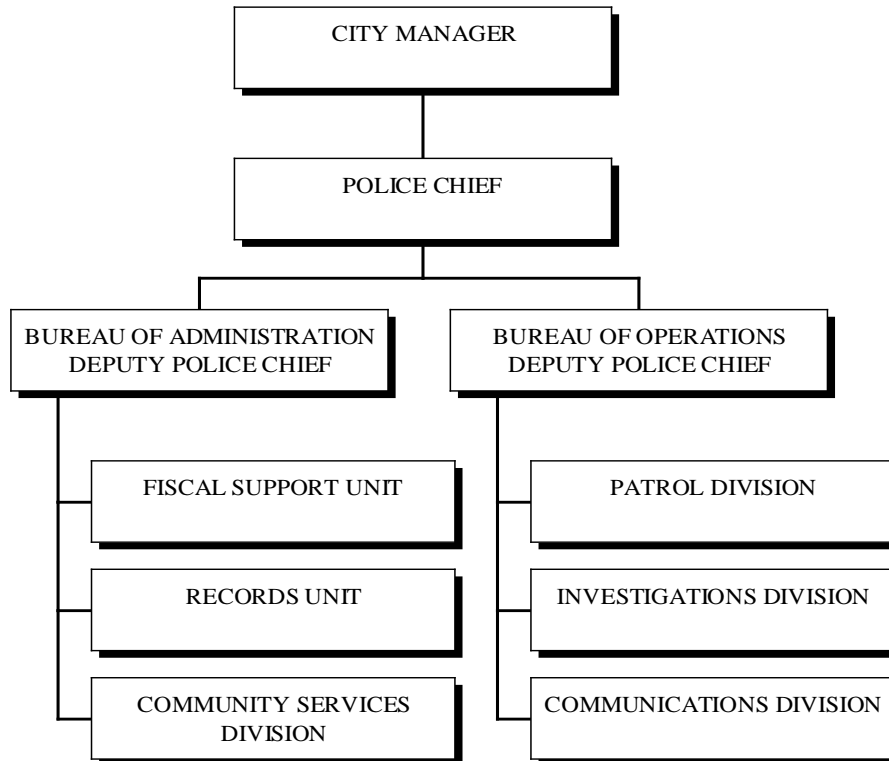 CITY MANAGER
POLICE CHIEF
BUREAU OF ADMINISTRATION
DEPUTY POLICE CHIEF
BUREAU OF OPERATIONS
DEPUTY POLICE CHIEF
FISCAL SUPPORT UNIT
RECORDS UNIT
COMMUNITY SERVICES
DIVISION
PATROL DIVISION
INVESTIGATIONS DIVISION
COMMUNICATIONS DIVISION